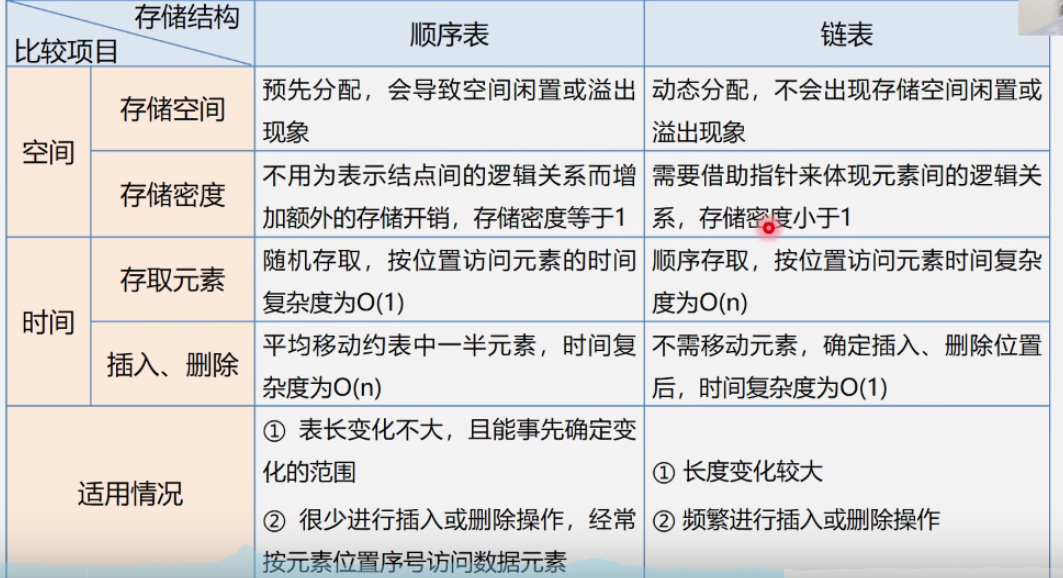 存储结构
比较项目
顺序表
链表
空间
存储空间
预先分配，会导致空间闲置或溢出
现象
动态分配，不会出现存储空间闲置或
溢出现象
存储密度
不用为表示结点间的逻辑关系而增
加额外的存储开销，存储密度等于1
需要借助指针来体现元素间的逻辑关
系，存储密度小于1
时间
存取元素
随机存取，按位置访问元素的时间
复杂度为O(1)
顺序存取，按位置访问元素时间复杂
度为O(n)
插入、删除
平均移动约表中一半元素，时间复
杂度为O(n)
不需移动元素，确定插入、删除位置
后，时间复杂度为O(1)
适用情况
① 表长变化不大，且能事先确定变
化的范围
② 很少进行插入或删除操作，经常
按元素位置序号访问数据元素
① 长度变化较大
② 频繁进行插入或删除操作